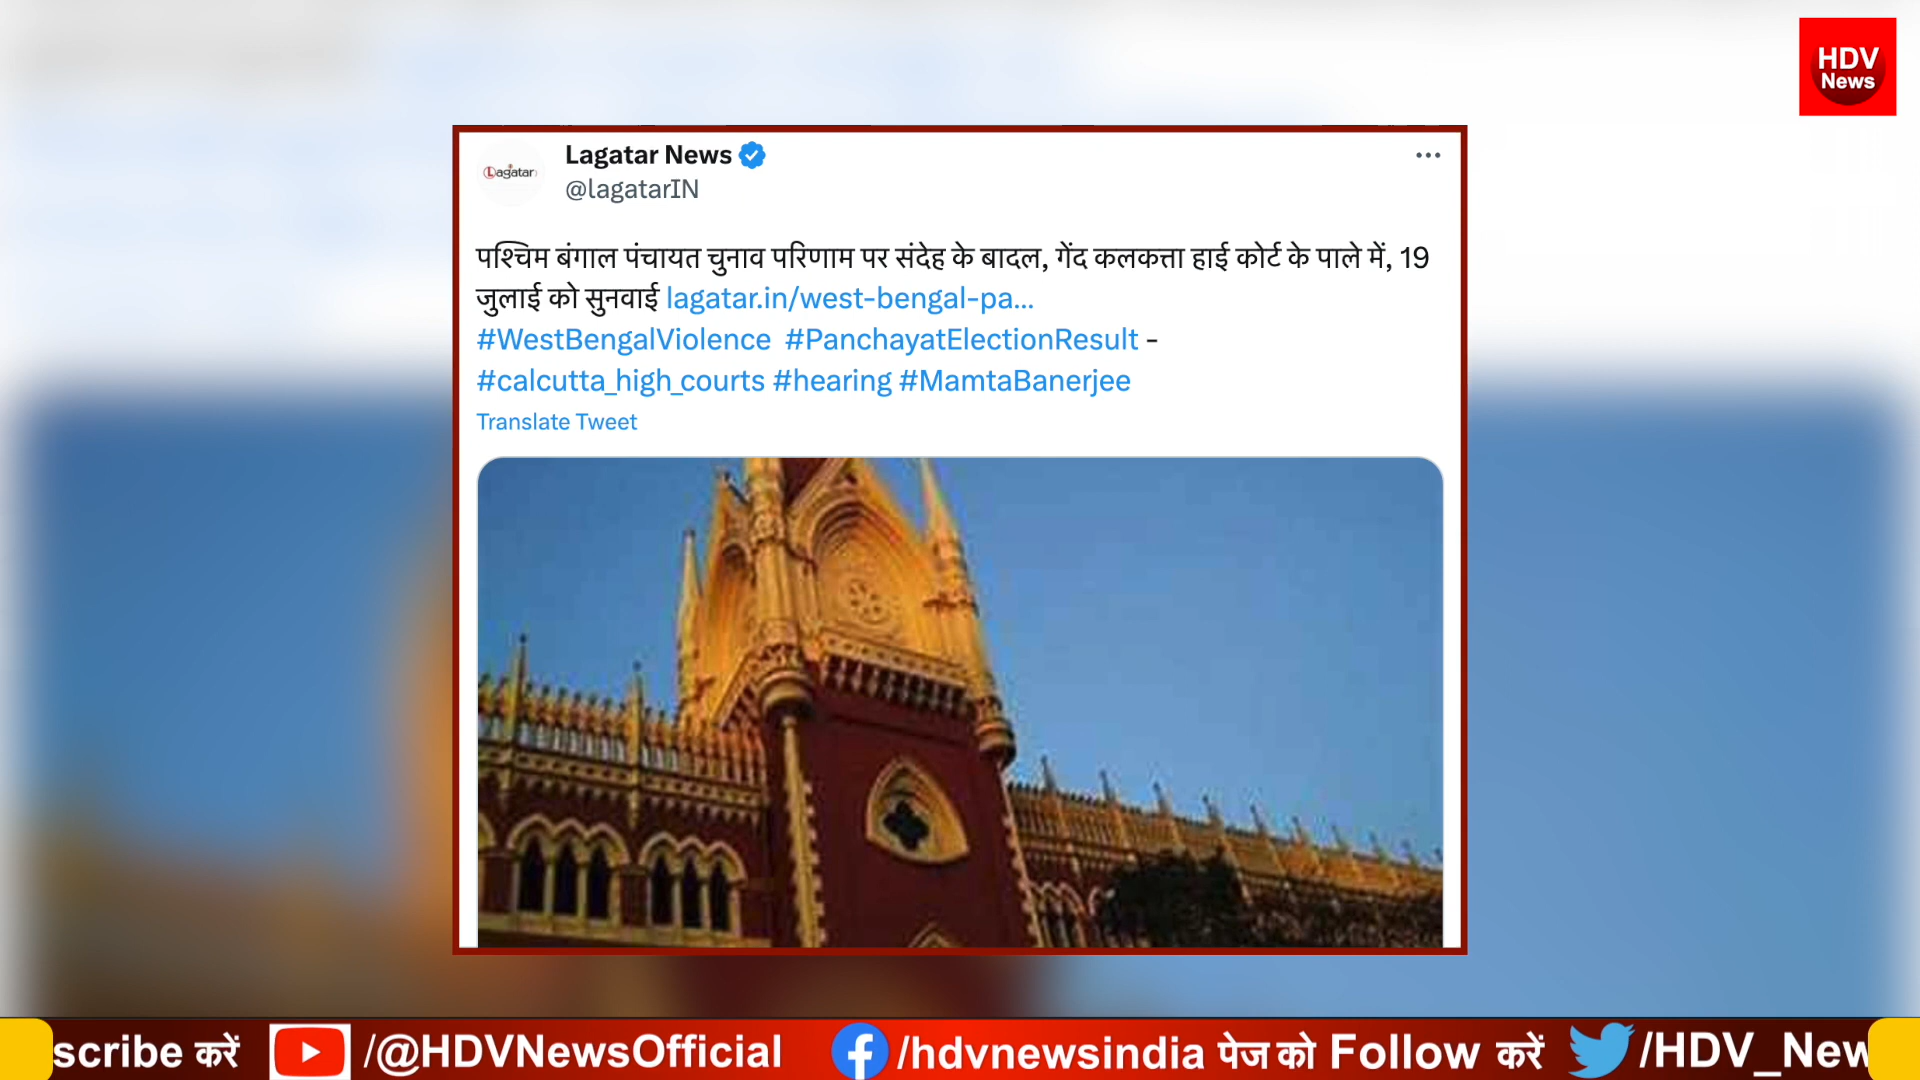 HDV
News
Lagatar
Lagatar News
@lagatarIN
पश्चिम बंगाल पंचायत चुनाव परिणाम पर संदेह के बादल, गेंद कलकत्ता हाई कोर्ट के पाले में, 19
जुलाई को सुनवाई lagatar.in/west-bengal-pa...
#WestBengalViolence #PanchayatElectionResult -
#calcutta_high_courts #hearing #MamtaBanerjee
Translate Tweet
scribe करें /@HDVNewsOfficial /hdvnewsindia पेज को Follow करें /HDV_New